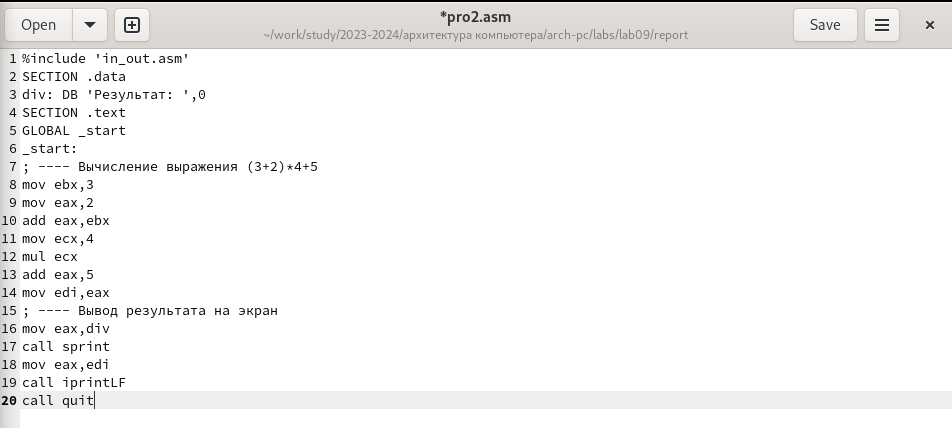 Open
*pro2.asm
~/work/study/2023-2024/архитектура компьютера/arch-pc/labs/lab09/report
Save
1 %include 'in_out.asm'
2 SECTION .data
3 div: DB 'Результат: ',0
4 SECTION .text
5 GLOBAL _start
6 _start:
7 ; ---- Вычисление выражения (3+2)*4+5
8 mov ebx,3
9 mov eax,2
10 add eax,ebx
11 mov ecx,4
12 mul ecx
13 add eax,5
14 mov edi,eax
15 ; ---- Вывод результата на экран
16 mov eax,div
17 call sprint
18 mov eax,edi
19 call iprintLF
20 call quit